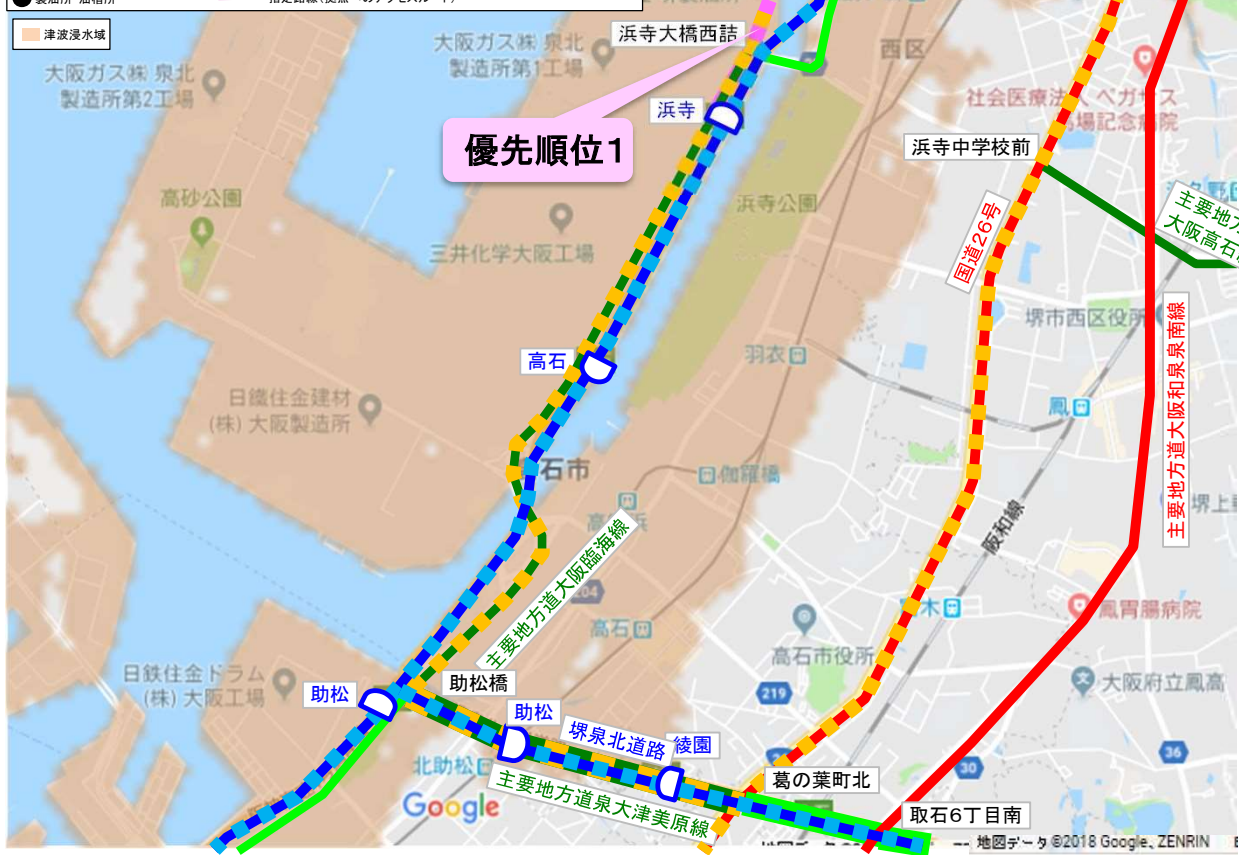 津波浸水域
浜寺大橋西詰
大阪ガス㈱ 泉北
製造所第1工場
西区
大阪ガス㈱ 泉北
製造所第2工場
社会医療法人 ペガサス
馬場記念病院
浜寺
優先順位1
浜寺中学校前
高砂公園
浜寺公園
主要地方
大阪高石
国道26号
三井化学大阪工場
堺市西区役所
主要地方道大阪和泉泉南線
羽衣
高石
日鐵住金建材
(株) 大阪製造所
鳳
石市
伽羅橋
堺上
阪和線
主要地方道大阪臨海線
204
木
鳳胃腸病院
高石
高石市役所
日鉄住金ドラム
(株) 大阪工場
助松橋
219
大阪府立鳳高
助松
助松
堺泉北道路
綾園
36
北助松
30
葛の葉町北
主要地方道泉大津美原線
Google
取石6丁目南
地図データ ©2018 Google、ZENRIN